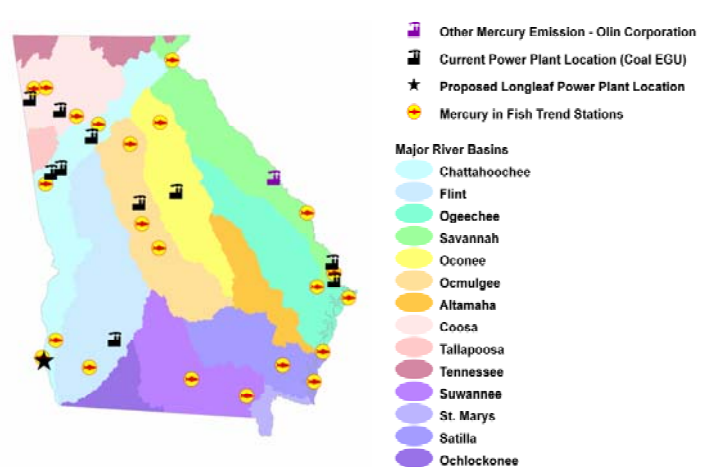 Other Mercury Emission - Olin Corporation
Current Power Plant Location (Coal EGU)
Proposed Longleaf Power Plant Location
Mercury in Fish Trend Stations
Major River Basins
Chattahoochee
Flint
Ogeechee
Savannah
Oconee
Ocmulgee
Altamaha
Coosa
Tallapoosa
Tennessee
Suwannee
St. Marys
Satilla
Ochlockonee